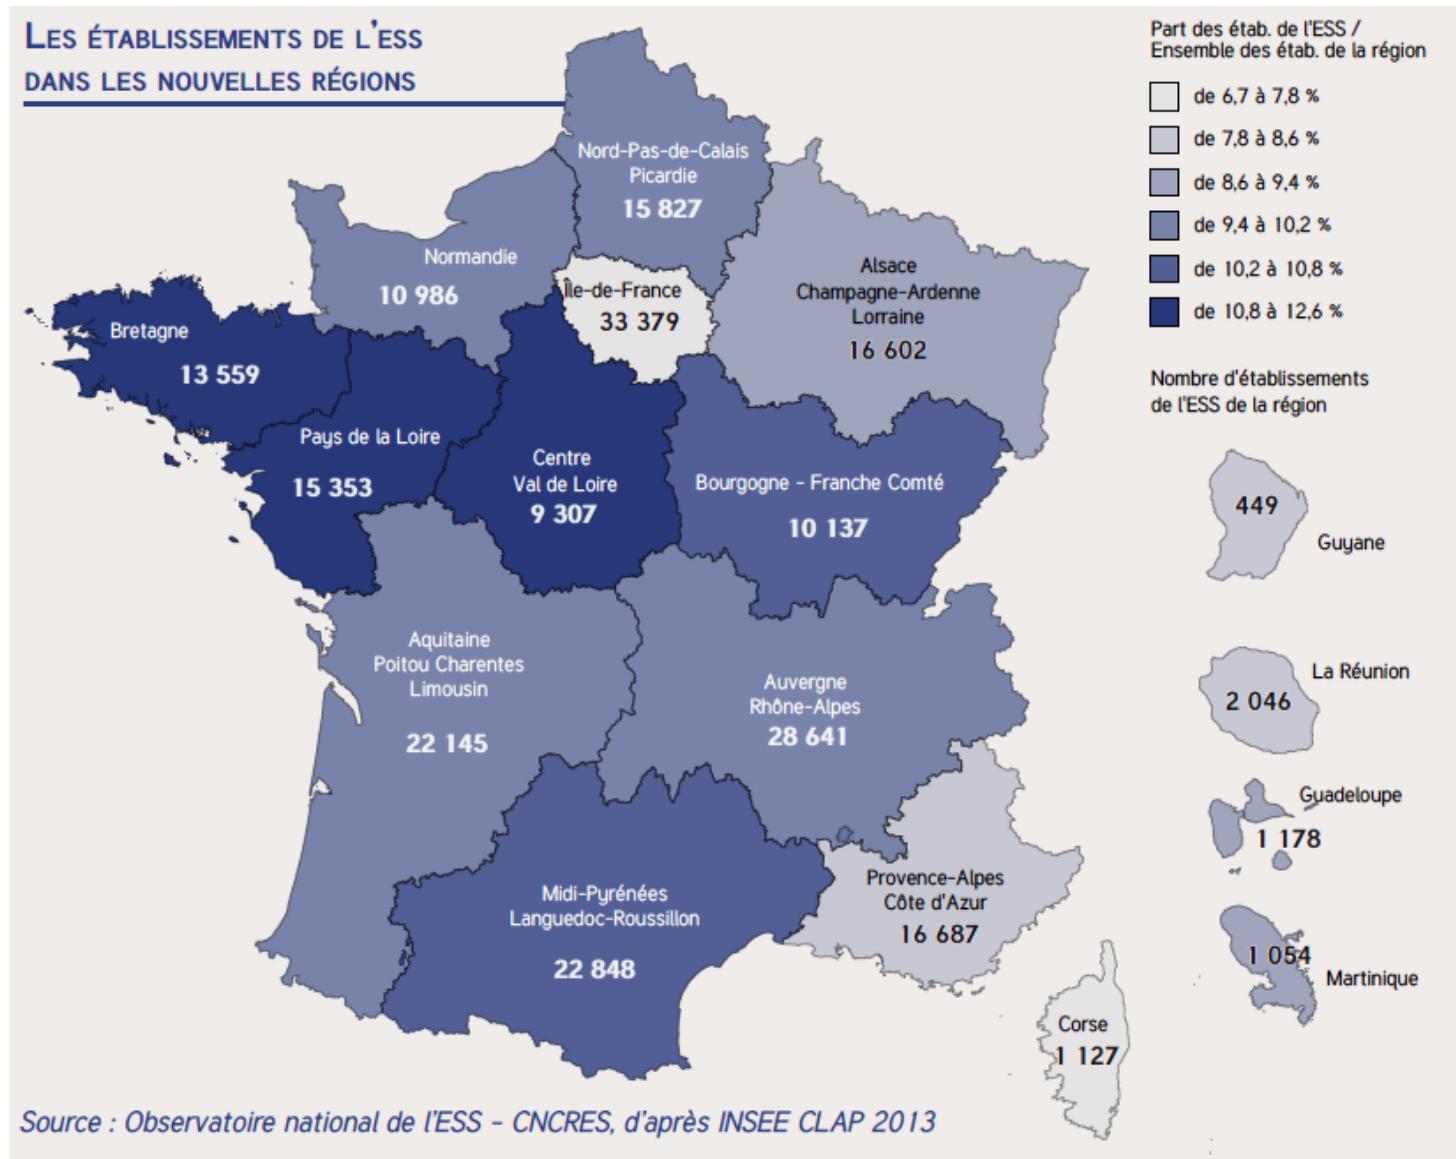 LES ÉTABLISSEMENTS DE L'ESS
DANS LES NOUVELLES RÉGIONS
Part des étab. de l'ESS /
Ensemble des étab. de la région
de 6,7 à 7,8 %
de 7,8 à 8,6 %
de 8,6 à 9,4 %
de 9,4 à 10,2 %
de 10,2 à 10,8 %
de 10,8 à 12,6 %
Nombre d'établissements
de l'ESS de la région
Nord-Pas-de-Calais
Picardie
15 827
Normandie
10 986
Île-de-France
33 379
Alsace
Champagne-Ardenne
Lorraine
16 602
Bretagne
13 559
Pays de la Loire
15 353
Centre
Val de Loire
9 307
Bourgogne - Franche Comté
10 137
Aquitaine
Poitou Charentes
Limousin
22 145
Auvergne
Rhône-Alpes
28 641
Midi-Pyrénées
Languedoc-Roussillon
22 848
Provence-Alpes
Côte d'Azur
16 687
Corse
1 127
449
Guyane
La Réunion
2 046
Guadeloupe
1 178
1 054
Martinique
Source : Observatoire national de l'ESS - CNCRES, d'après INSEE CLAP 2013